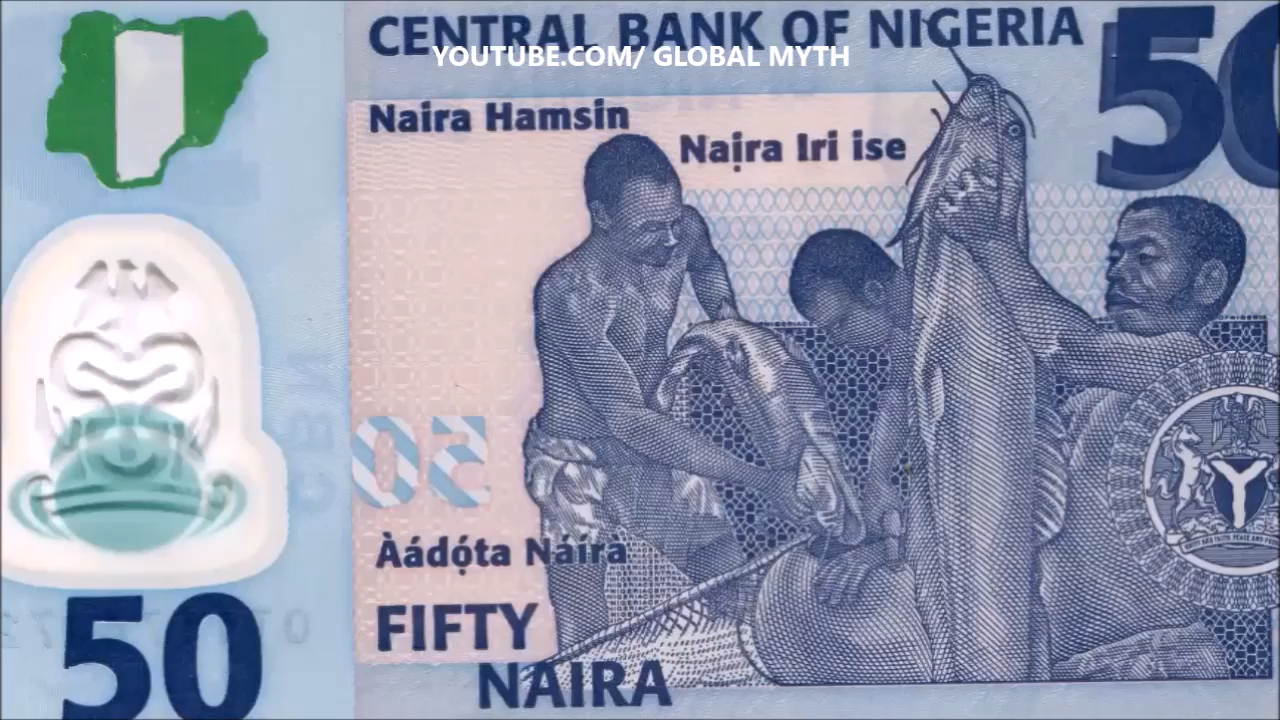 CENTRAL BANK OF NIGERIA
YOUTUBE.COM/ GLOBAL MYTH
50
Naira Hamsin
Naịra Iri ise
50
Àádọ́ta Náírà
FIFTY
NAIRA
50